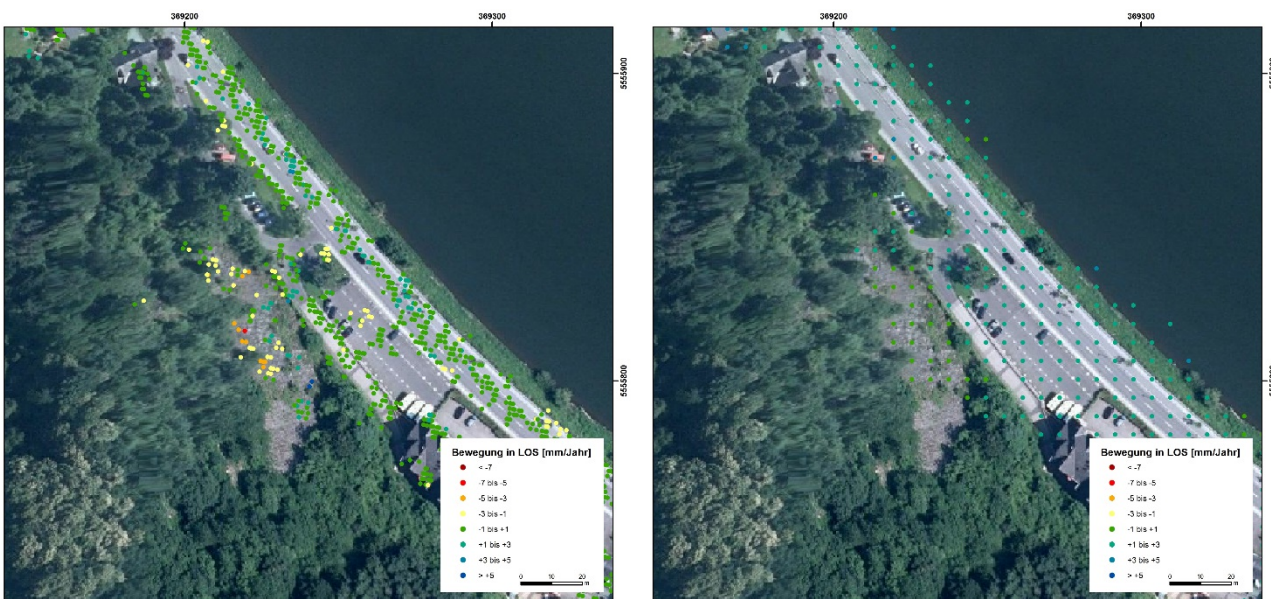 369200
369300
5555900
5555800
Bewegung in LOS [mm/Jahr]
< -7
-7 bis -5
-5 bis -3
-3 bis -1
-1 bis +1
+1 bis +3
+3 bis +5
> +5
0 10 20
m
369200
369300
5555900
Bewegung in LOS [mm/Jahr]
< -7
-7 bis -5
-5 bis -3
-3 bis -1
-1 bis +1
+1 bis +3
+3 bis +5
> +5
0 10 20
m